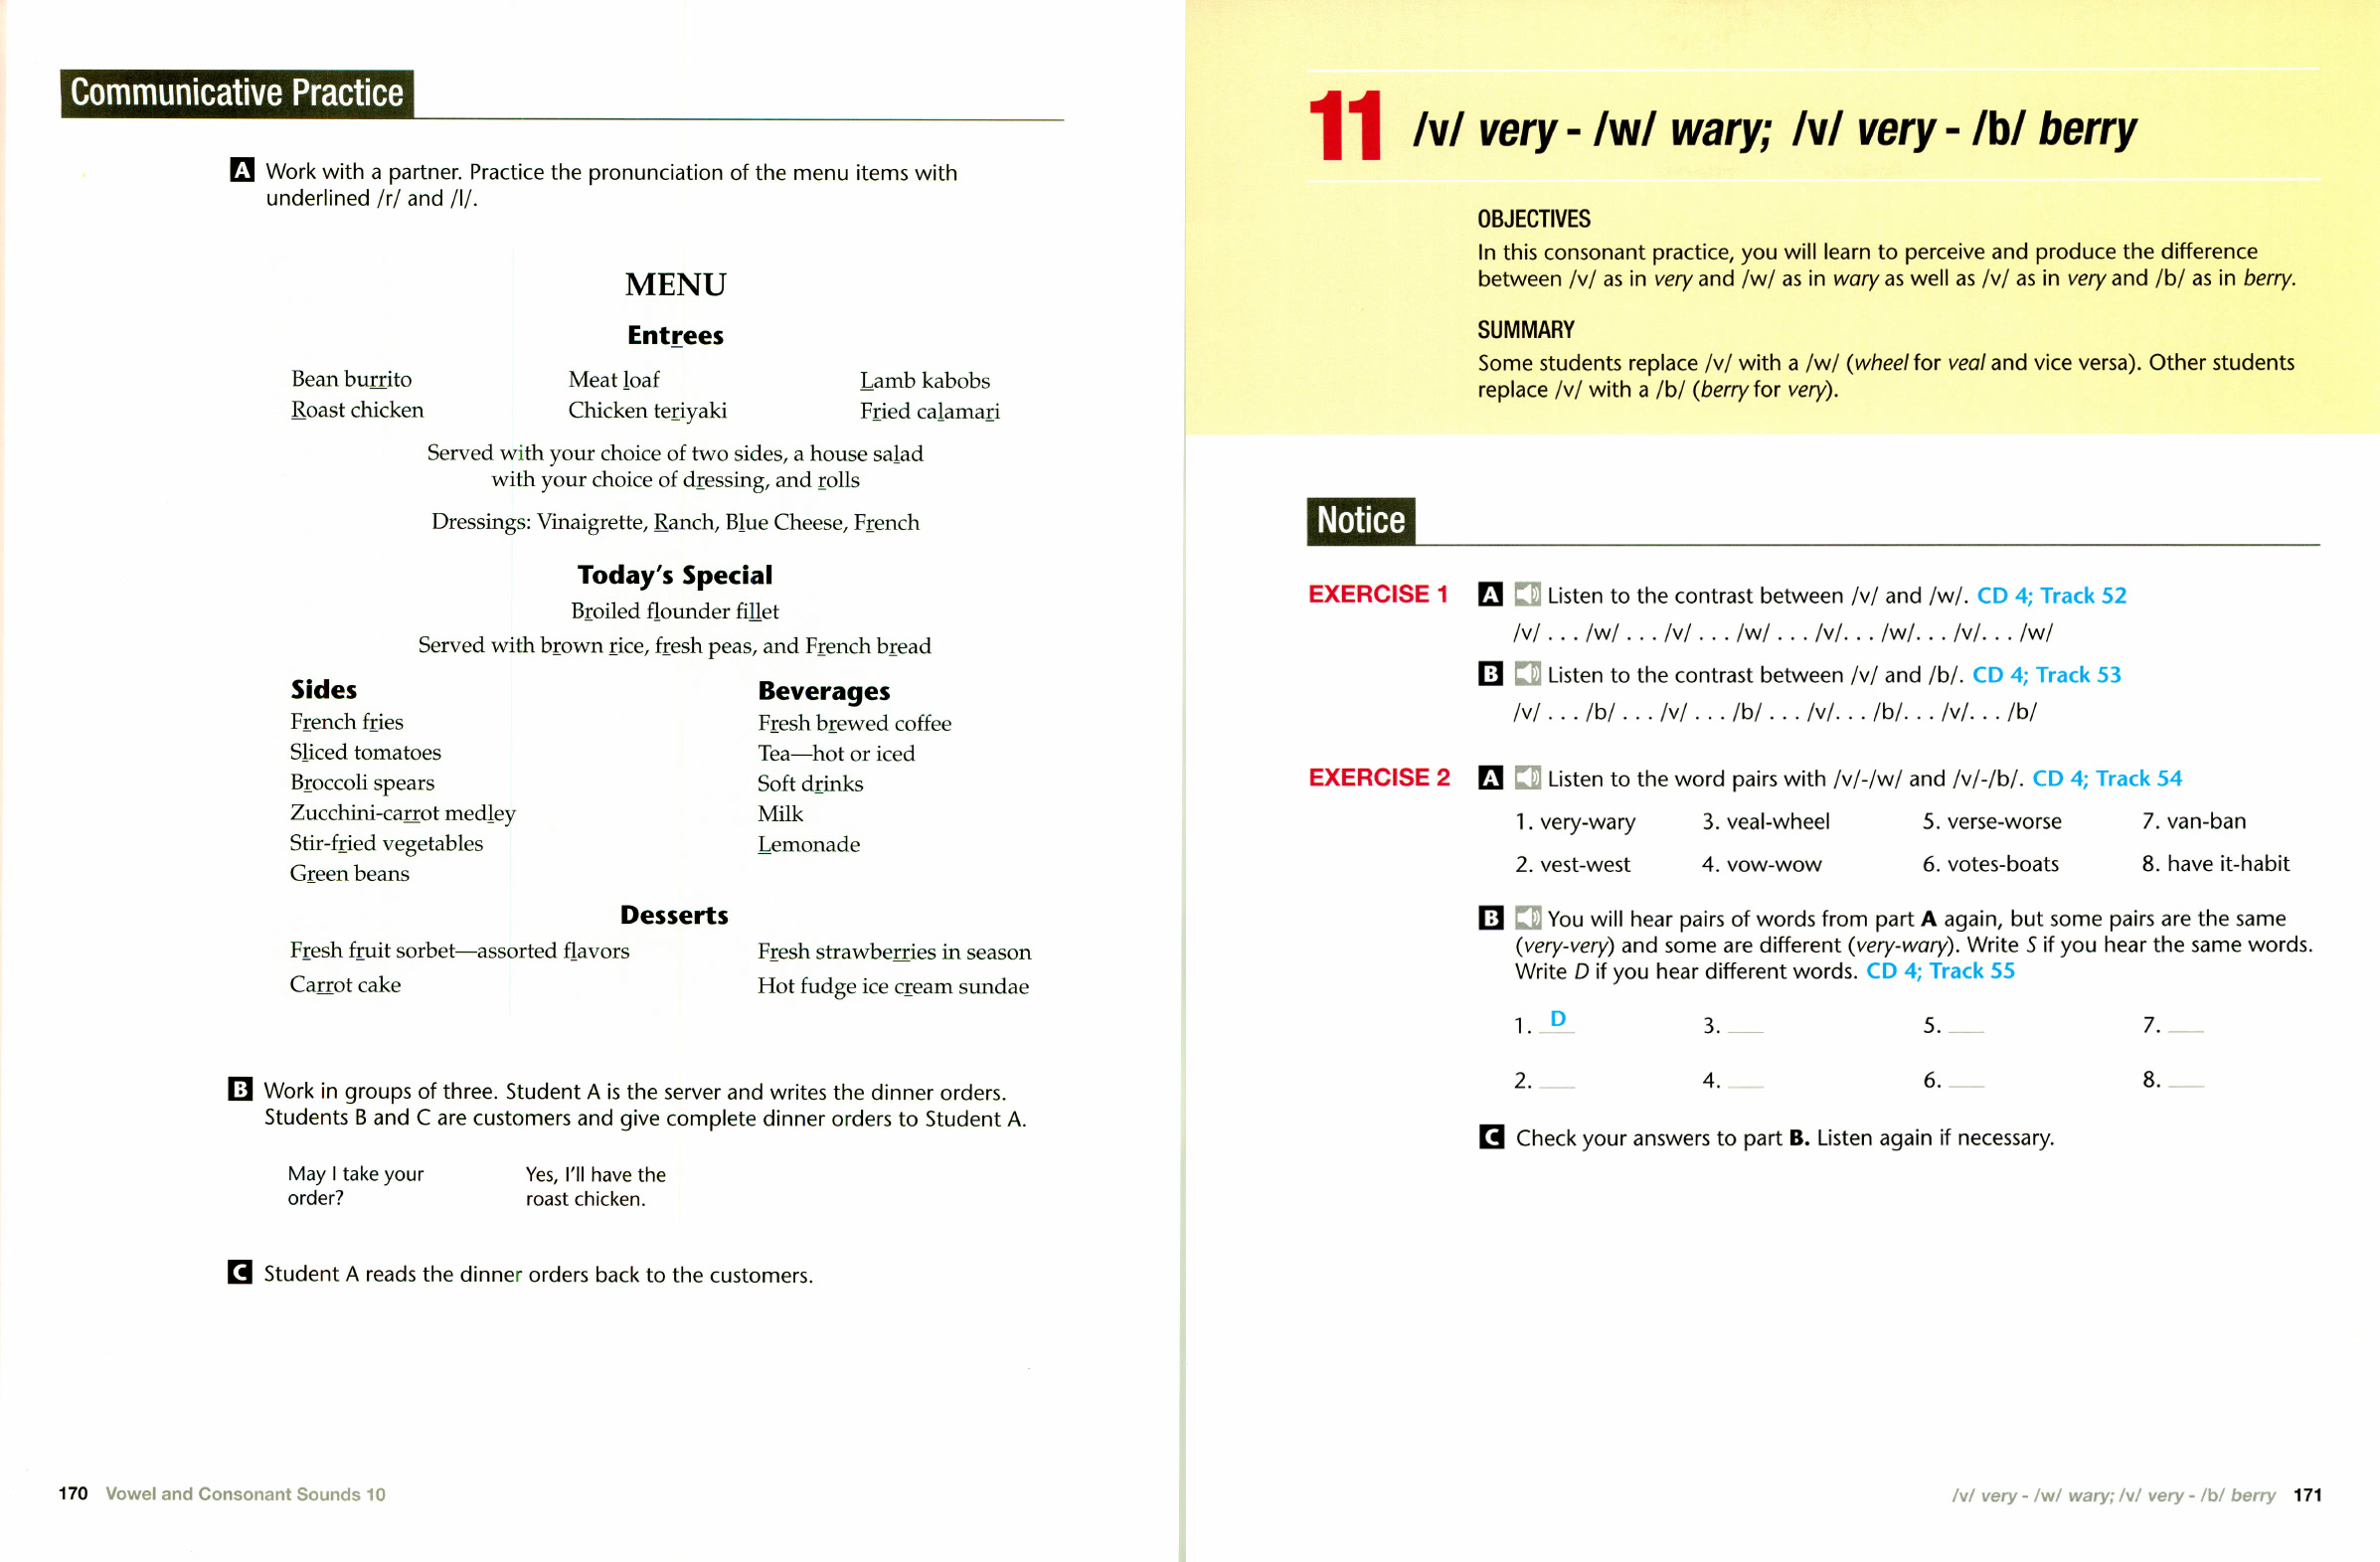 Communicative Practice
A Work with a partner. Practice the pronunciation of the menu items with
underlined /r/ and /l/.
MENU
Entrees
Bean burrito
Meat loaf
Lamb kabobs
Roast chicken
Chicken teriyaki
Fried calamari
Served with your choice of two sides, a house salad
with your choice of dressing, and rolls
Dressings: Vinaigrette, Ranch, Blue Cheese, French
Today's Special
Broiled flounder fillet
Served with brown rice, fresh peas, and French bread
Sides
French fries
Sliced tomatoes
Broccoli spears
Zucchini-carrot medley
Stir-fried vegetables
Green beans
Beverages
Fresh brewed coffee
Tea—hot or iced
Soft drinks
Milk
Lemonade
Desserts
Fresh fruit sorbet—assorted flavors
Fresh strawberries in season
Carrot cake
Hot fudge ice cream sundae
B Work in groups of three. Student A is the server and writes the dinner orders.
Students B and C are customers and give complete dinner orders to Student A.
May I take your
order?
Yes, I'll have the
roast chicken.
C Student A reads the dinner orders back to the customers.
170 Vowel and Consonant Sounds 10
11 /v/ very - /w/ wary; /v/ very - /b/ berry
OBJECTIVES
In this consonant practice, you will learn to perceive and produce the difference
between /v/ as in very and /w/ as in wary as well as /v/ as in very and /b/ as in berry.
SUMMARY
Some students replace /v/ with a /w/ (wheel for veal and vice versa). Other students
replace /v/ with a /b/ (berry for very).
Notice
EXERCISE 1 A Listen to the contrast between /v/ and /w/. CD 4; Track 52
/v/ . . . /w/ . . . /v/ . . . /w/ . . . /v/. . . /w/. . . /v/. . . /w/
B Listen to the contrast between /v/ and /b/. CD 4; Track 53
/v/ . . . /b/ . . . /v/ . . . /b/ . . . /v/. . . /b/. . . /v/. . . /b/
EXERCISE 2 A Listen to the word pairs with /v/-/w/ and /v/-/b/. CD 4; Track 54
1. very-wary 3. veal-wheel 5. verse-worse 7. van-ban
2. vest-west 4. vow-wow 6. votes-boats 8. have it-habit
B You will hear pairs of words from part A again, but some pairs are the same
(very-very) and some are different (very-wary). Write S if you hear the same words.
Write D if you hear different words. CD 4; Track 55
1. D 3. ___ 5. ___ 7. ___
2. ___ 4. ___ 6. ___ 8. ___
C Check your answers to part B. Listen again if necessary.
/v/ very - /w/ wary; /v/ very - /b/ berry 171